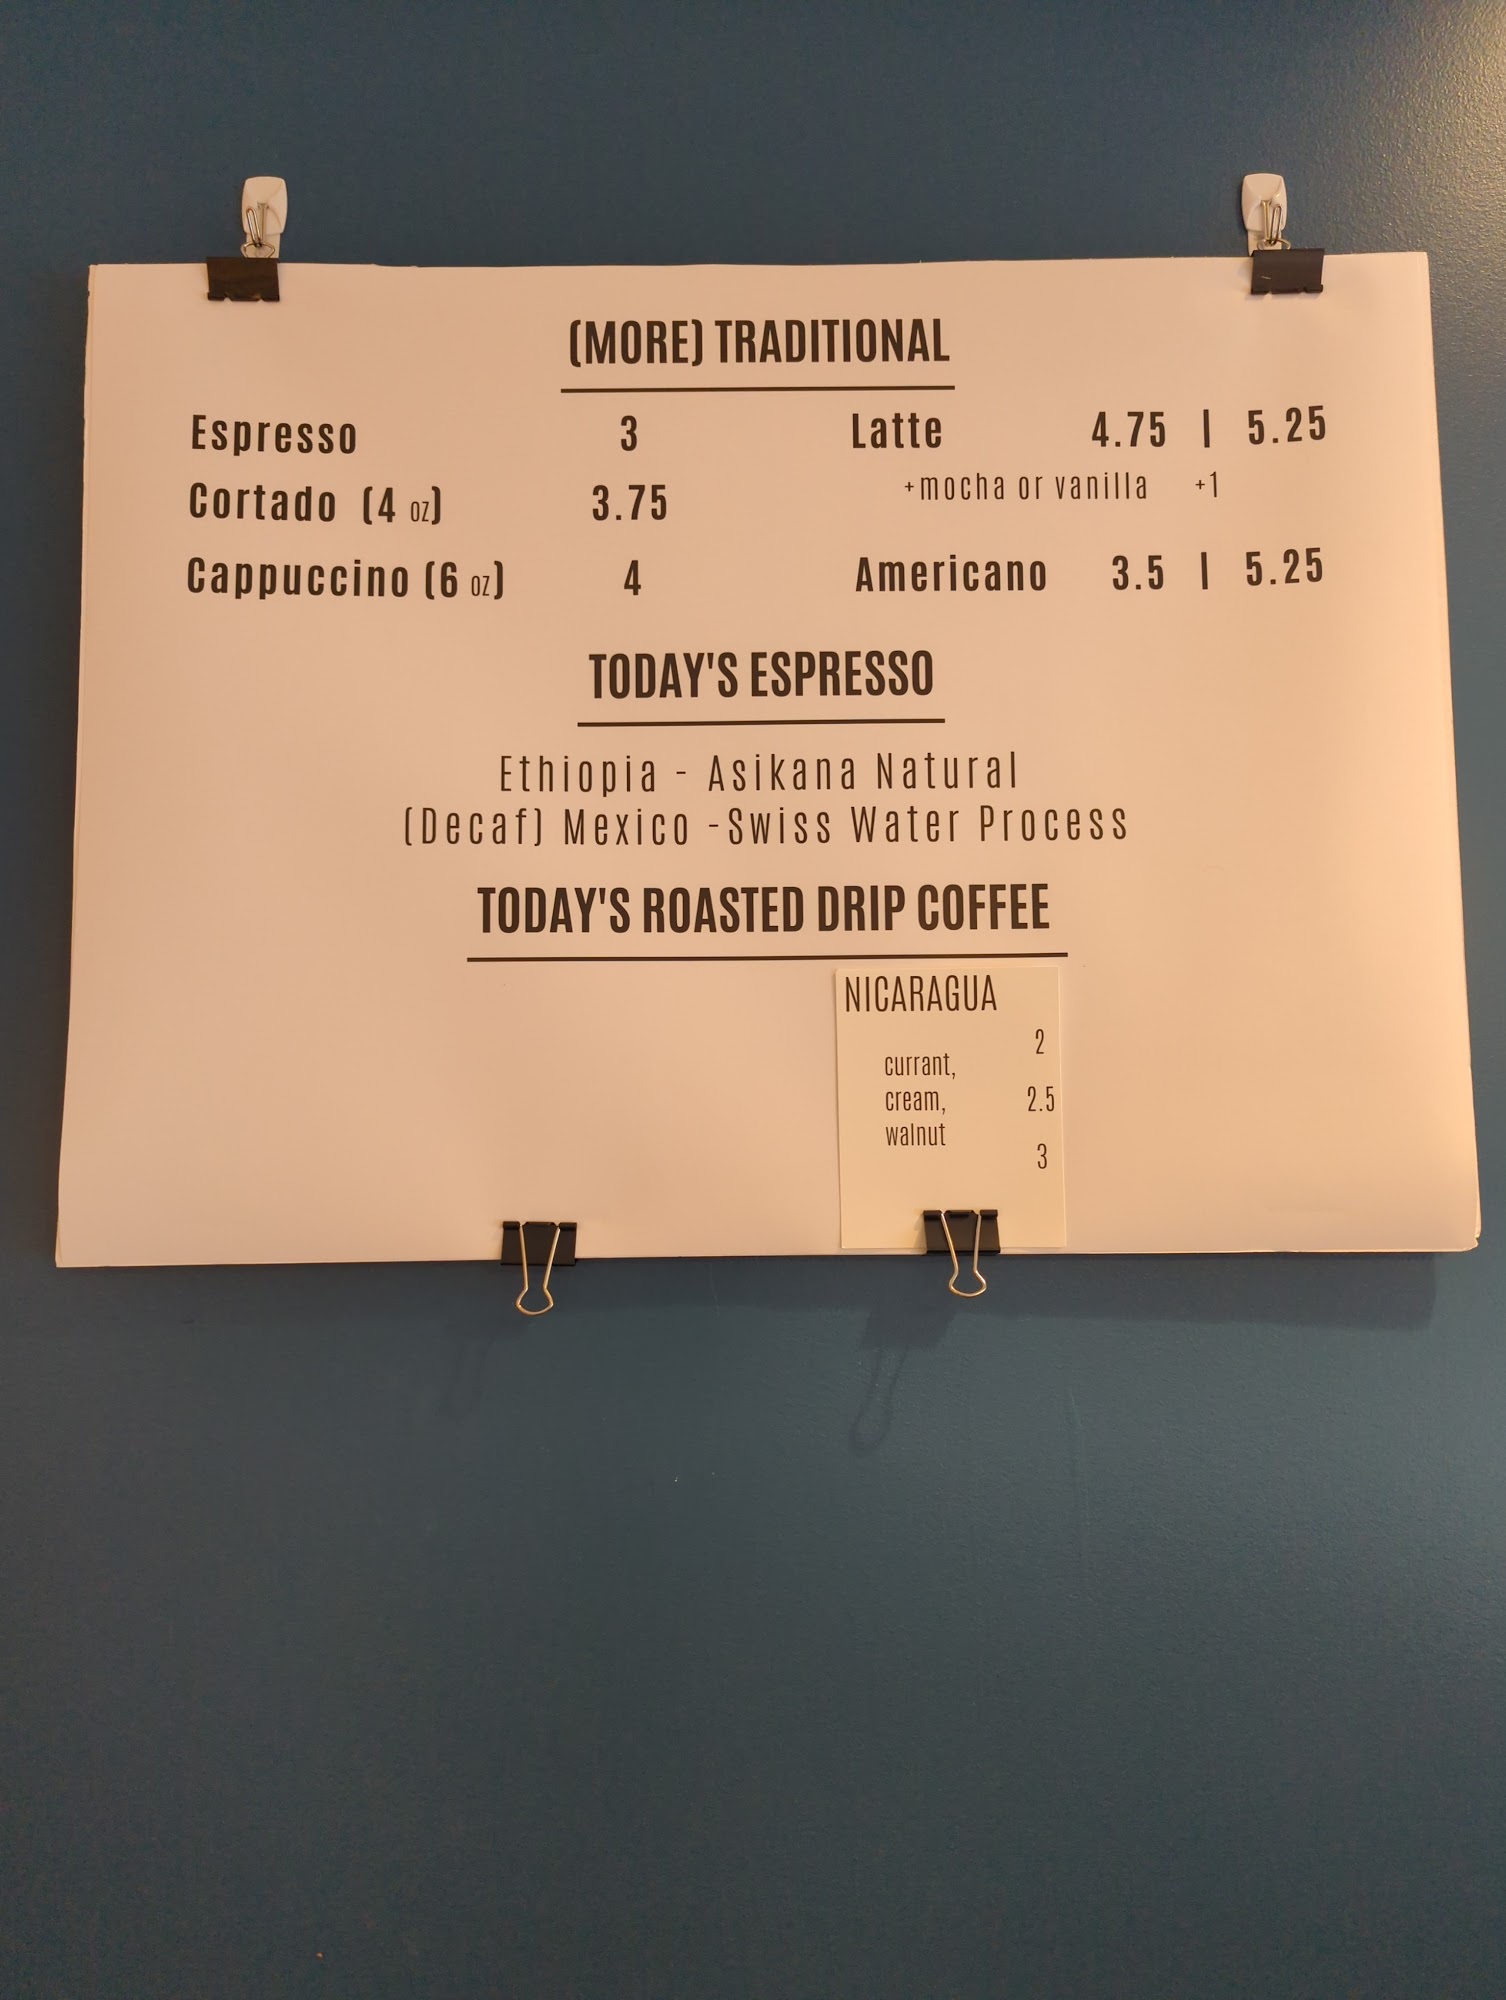 (MORE) TRADITIONAL
Espresso 3
Cortado (4 oz) 3.75
Cappuccino (6 oz) 4
Latte 4.75 | 5.25
+mocha or vanilla +1
Americano 3.5 | 5.25
TODAY'S ESPRESSO
Ethiopia - Asikana Natural
(Decaf) Mexico -Swiss Water Process
TODAY'S ROASTED DRIP COFFEE
NICARAGUA
currant,
cream,
walnut
2
2.5
3